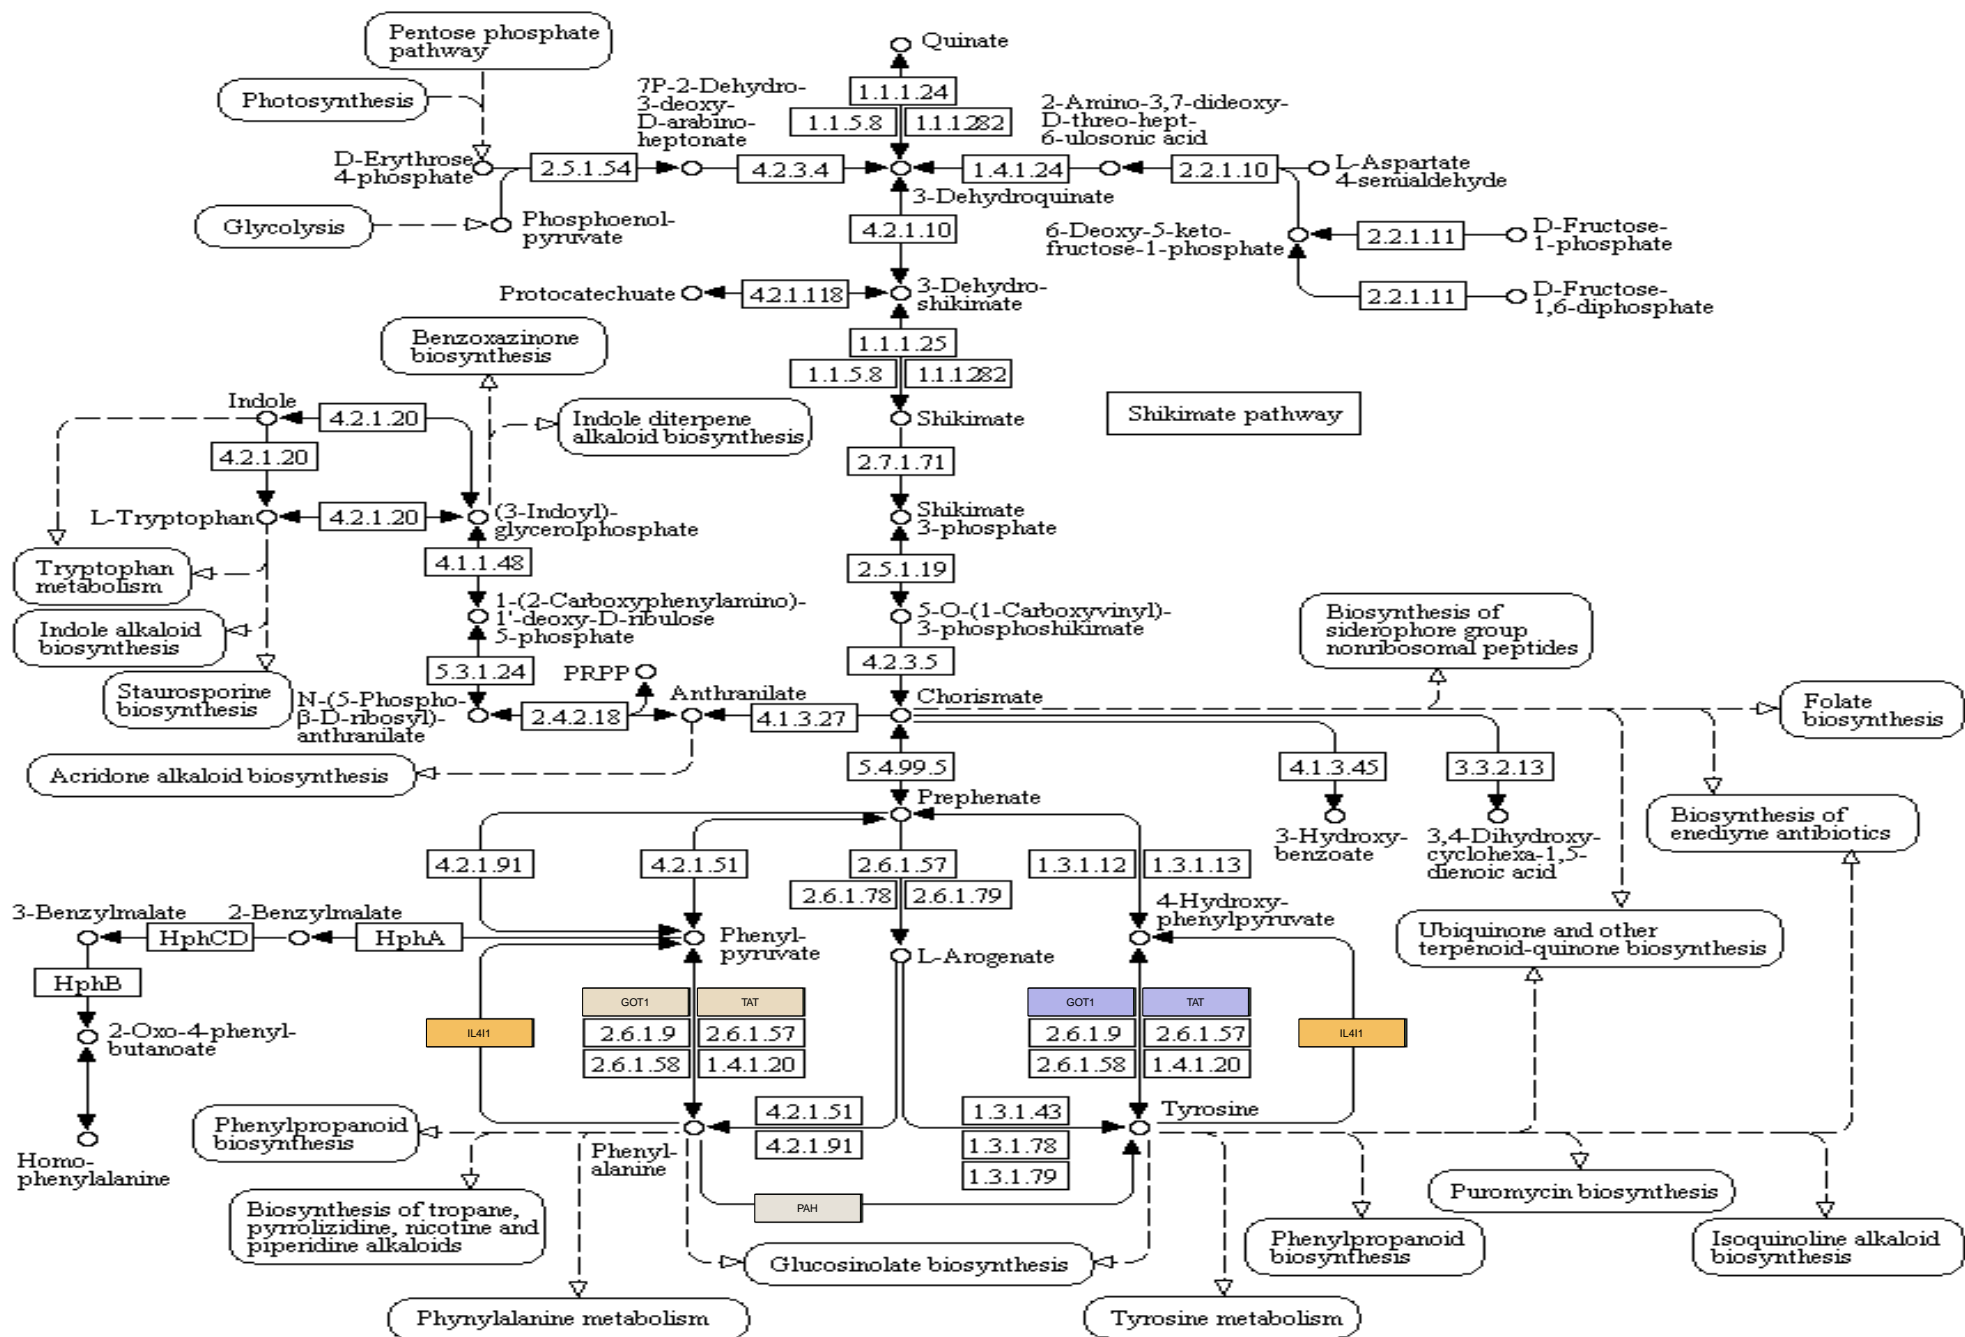 Pentose phosphate
pathway
Photosynthesis
Quinate
1.1.1.24
1.1.5.8
1.1.1.282
7P-2-Dehydro-
3-deoxy-
D-arabino-
heptonate
2-Amino-3,7-dideoxy-
D-threo-hept-
6-ulosonic acid
D-Erythrose
4-phosphate
2.5.1.54
4.2.3.4
1.4.1.24
2.2.1.10
L-Aspartate
4-semialdehyde
3-Dehydroquinate
Glycolysis
Phosphoenol-
pyruvate
4.2.1.10
6-Deoxy-5-keto-
fructose-1-phosphate
2.2.1.11
D-Fructose-
1-phosphate
Protocatechuate
4.2.1.118
3-Dehydro-
shikimate
2.2.1.11
D-Fructose-
1,6-diphosphate
Benzoxazinone
biosynthesis
1.1.1.25
1.1.5.8
1.1.1.282
Indole
4.2.1.20
Indole diterpene
alkaloid biosynthesis
Shikimate
Shikimate pathway
4.2.1.20
2.7.1.71
L-Tryptophan
4.2.1.20
(3-Indoyl)-
glycerolphosphate
Shikimate
3-phosphate
Tryptophan
metabolism
4.1.1.48
2.5.1.19
1-(2-Carboxyphenylamino)-
1'-deoxy-D-ribulose
5-phosphate
5-O-(1-Carboxyvinyl)-
3-phosphoshikimate
Biosynthesis of
siderophore group
nonribosomal peptides
Indole alkaloid
biosynthesis
5.3.1.24
PRPP
4.2.3.5
Staurosporine
biosynthesis
N-(5-Phospho-
β-D-ribosyl)-
anthranilate
2.4.2.18
Anthranilate
4.1.3.27
Chorismate
Folate
biosynthesis
Acridone alkaloid biosynthesis
5.4.99.5
4.1.3.45
3.3.2.13
Prephenate
3-Hydroxy-
benzoate
3,4-Dihydroxy-
cyclohexa-1,5-
dienoic acid
Biosynthesis of
enediyne antibiotics
4.2.1.91
4.2.1.51
2.6.1.57
2.6.1.78
2.6.1.79
1.3.1.12
1.3.1.13
3-Benzylmalate
2-Benzylmalate
HphCD
HphA
Phenyl-
pyruvate
4-Hydroxy-
phenylpyruvate
Ubiquinone and other
terpenoid-quinone biosynthesis
L-Arogenate
HphB
GOT1
TAT
GOT1
TAT
2-Oxo-4-phenyl-
butanoate
IL4I1
2.6.1.9
2.6.1.57
2.6.1.9
2.6.1.57
IL4I1
2.6.1.58
1.4.1.20
2.6.1.58
1.4.1.20
Phenylpropanoid
biosynthesis
4.2.1.51
4.2.1.91
1.3.1.43
1.3.1.78
1.3.1.79
Tyrosine
Homo-
phenylalanine
Phenyl-
alanine
PAH
Biosynthesis of tropane,
pyrrolizidine, nicotine and
piperidine alkaloids
Puromycin biosynthesis
Glucosinolate biosynthesis
Phenylpropanoid
biosynthesis
Isoquinoline alkaloid
biosynthesis
Phynylalanine metabolism
Tyrosine metabolism